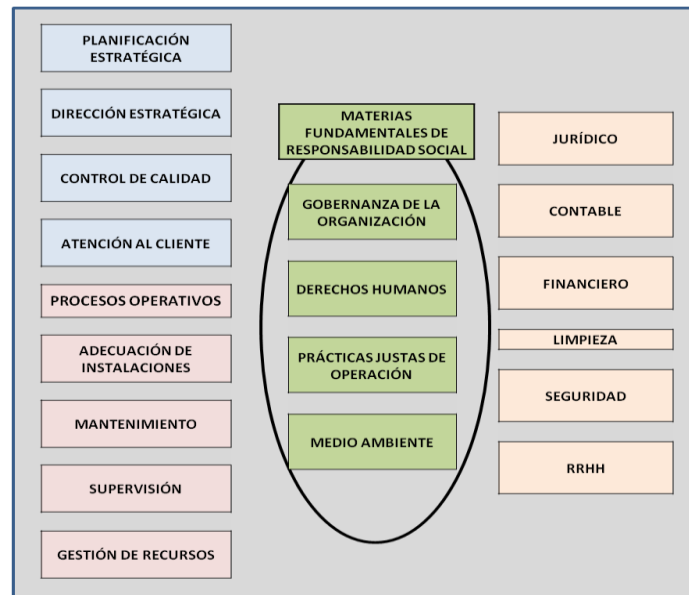 PLANIFICACIÓN
ESTRATÉGICA
DIRECCIÓN ESTRATÉGICA
CONTROL DE CALIDAD
ATENCIÓN AL CLIENTE
PROCESOS OPERATIVOS
ADECUACIÓN DE
INSTALACIONES
MANTENIMIENTO
SUPERVISIÓN
GESTIÓN DE RECURSOS
MATERIAS
FUNDAMENTALES DE
RESPONSABILIDAD SOCIAL
GOBERNANZA DE LA
ORGANIZACIÓN
DERECHOS HUMANOS
PRÁCTICAS JUSTAS DE
OPERACIÓN
MEDIO AMBIENTE
JURÍDICO
CONTABLE
FINANCIERO
LIMPIEZA
SEGURIDAD
RRHH